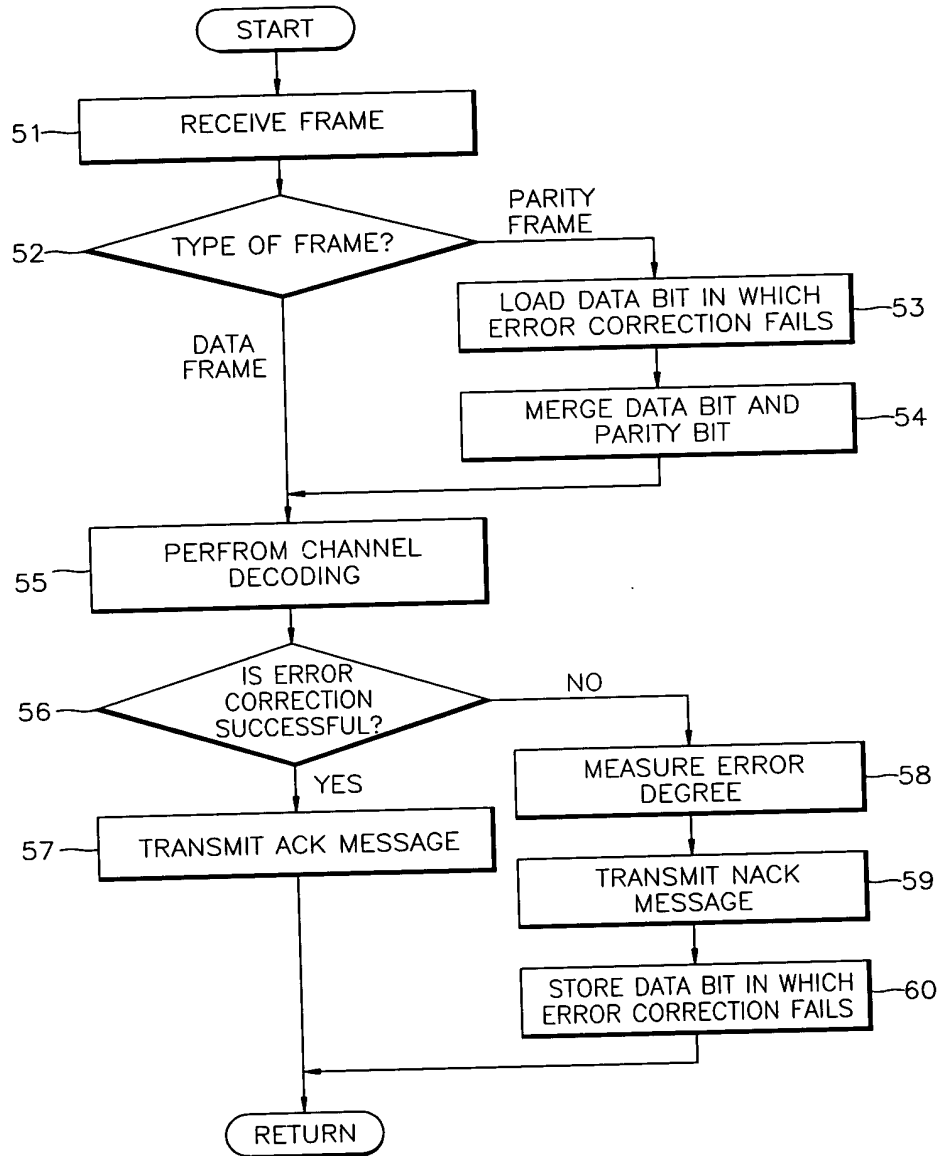 START
51
RECEIVE FRAME
52
TYPE OF FRAME?
PARITY
FRAME
LOAD DATA BIT IN WHICH
ERROR CORRECTION FAILS
53
DATA
FRAME
MERGE DATA BIT AND
PARITY BIT
54
55
PERFROM CHANNEL
DECODING
56
IS ERROR
CORRECTION
SUCCESSFUL?
NO
YES
MEASURE ERROR
DEGREE
58
57
TRANSMIT ACK MESSAGE
TRANSMIT NACK
MESSAGE
59
STORE DATA BIT IN WHICH
ERROR CORRECTION FAILS
60
RETURN